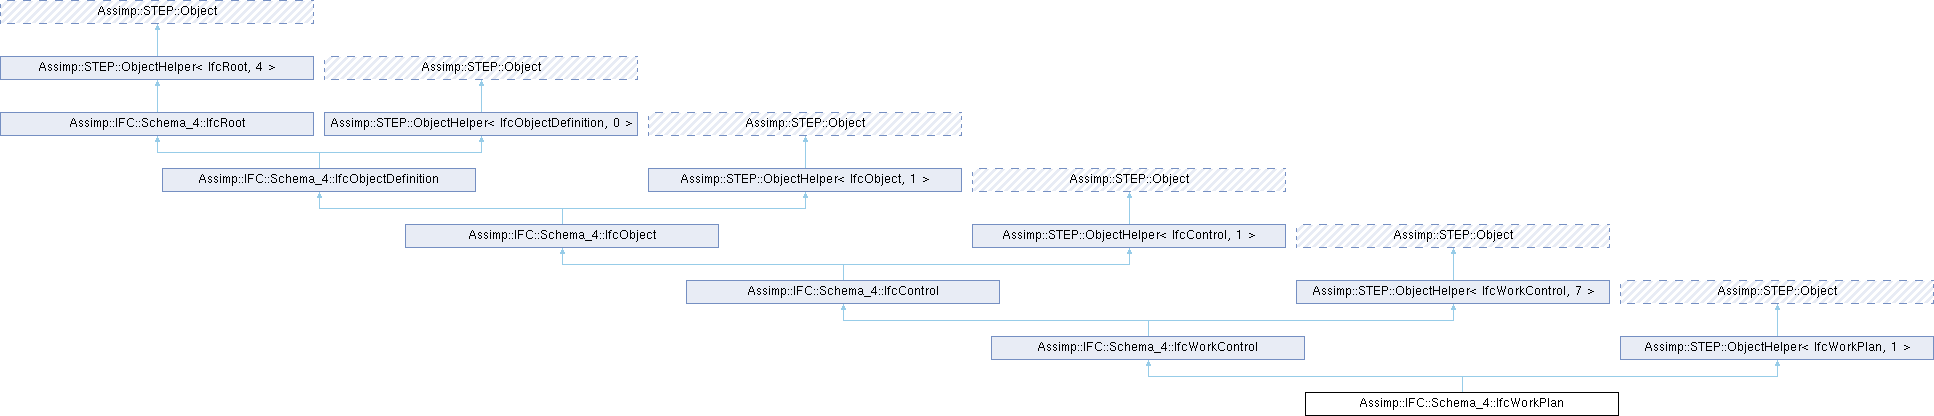 Assimp::STEP::Object
Assimp::STEP::ObjectHelper< IfcRoot, 4 >
Assimp::STEP::Object
Assimp::IFC::Schema_4::IfcRoot
Assimp::STEP::ObjectHelper< IfcObjectDefinition, 0 >
Assimp::STEP::Object
Assimp::IFC::Schema_4::IfcObjectDefinition
Assimp::STEP::ObjectHelper< IfcObject, 1 >
Assimp::STEP::Object
Assimp::IFC::Schema_4::IfcObject
Assimp::STEP::ObjectHelper< IfcControl, 1 >
Assimp::STEP::Object
Assimp::IFC::Schema_4::IfcControl
Assimp::STEP::ObjectHelper< IfcWorkControl, 7 >
Assimp::STEP::Object
Assimp::IFC::Schema_4::IfcWorkControl
Assimp::STEP::ObjectHelper< IfcWorkPlan, 1 >
Assimp::IFC::Schema_4::IfcWorkPlan